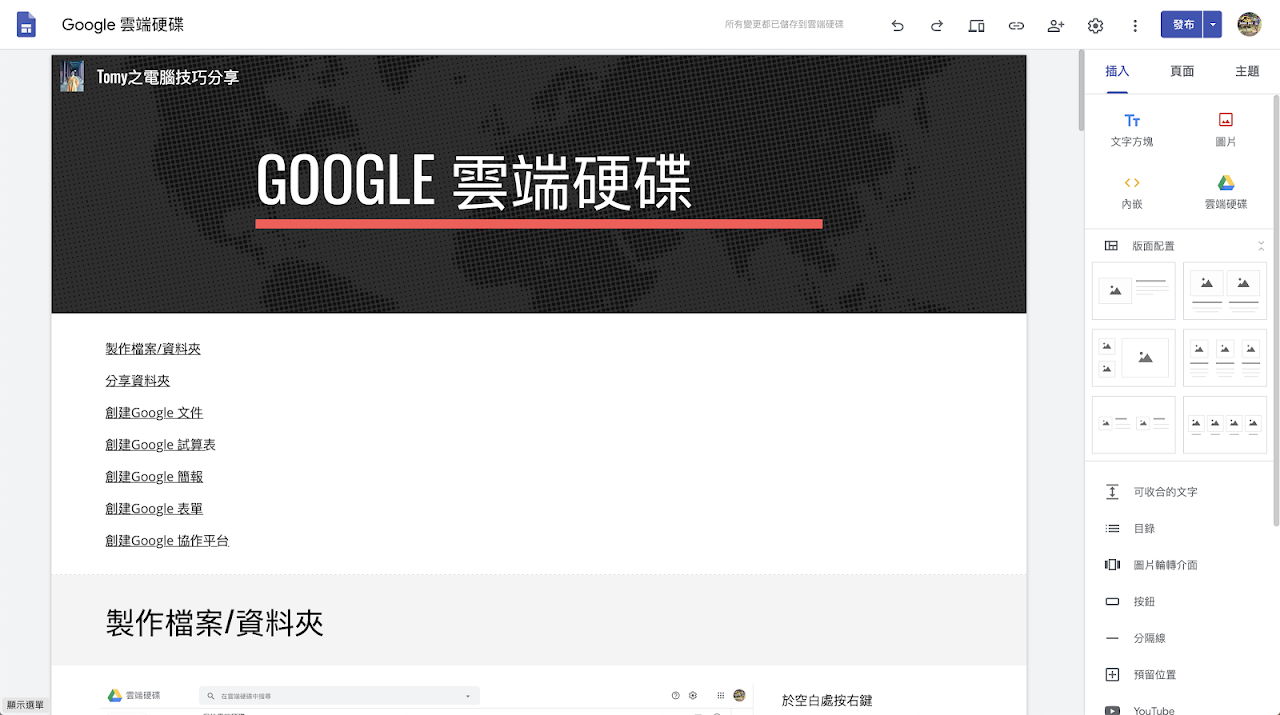 Google 雲端硬碟
所有變更都已儲存到雲端硬碟
發布
Tomy之電腦技巧分享
GOOGLE 雲端硬碟
製作檔案/資料夾
分享資料夾
創建Google 文件
創建Google 試算表
創建Google 簡報
創建Google 表單
創建Google 協作平台
製作檔案/資料夾
雲端硬碟
在雲端硬碟中搜尋
於空白處按右鍵
顯示選單
插入
頁面
主題
Tт
文字方塊
圖片
內嵌
雲端硬碟
版面配置
可收合的文字
目錄
圖片輪轉介面
按鈕
分隔線
預留位置
YouTube